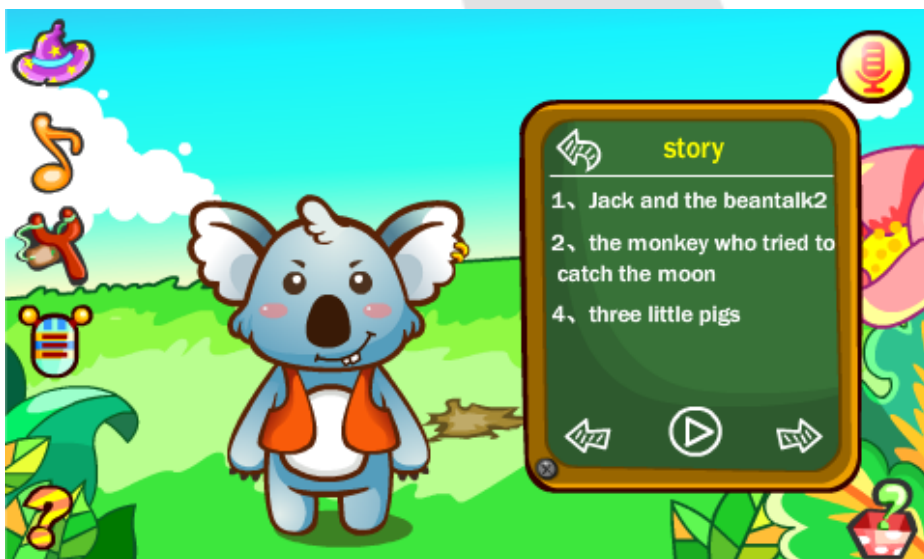 story
1、Jack and the beantalk2
2、the monkey who tried to
catch the moon
4、three little pigs